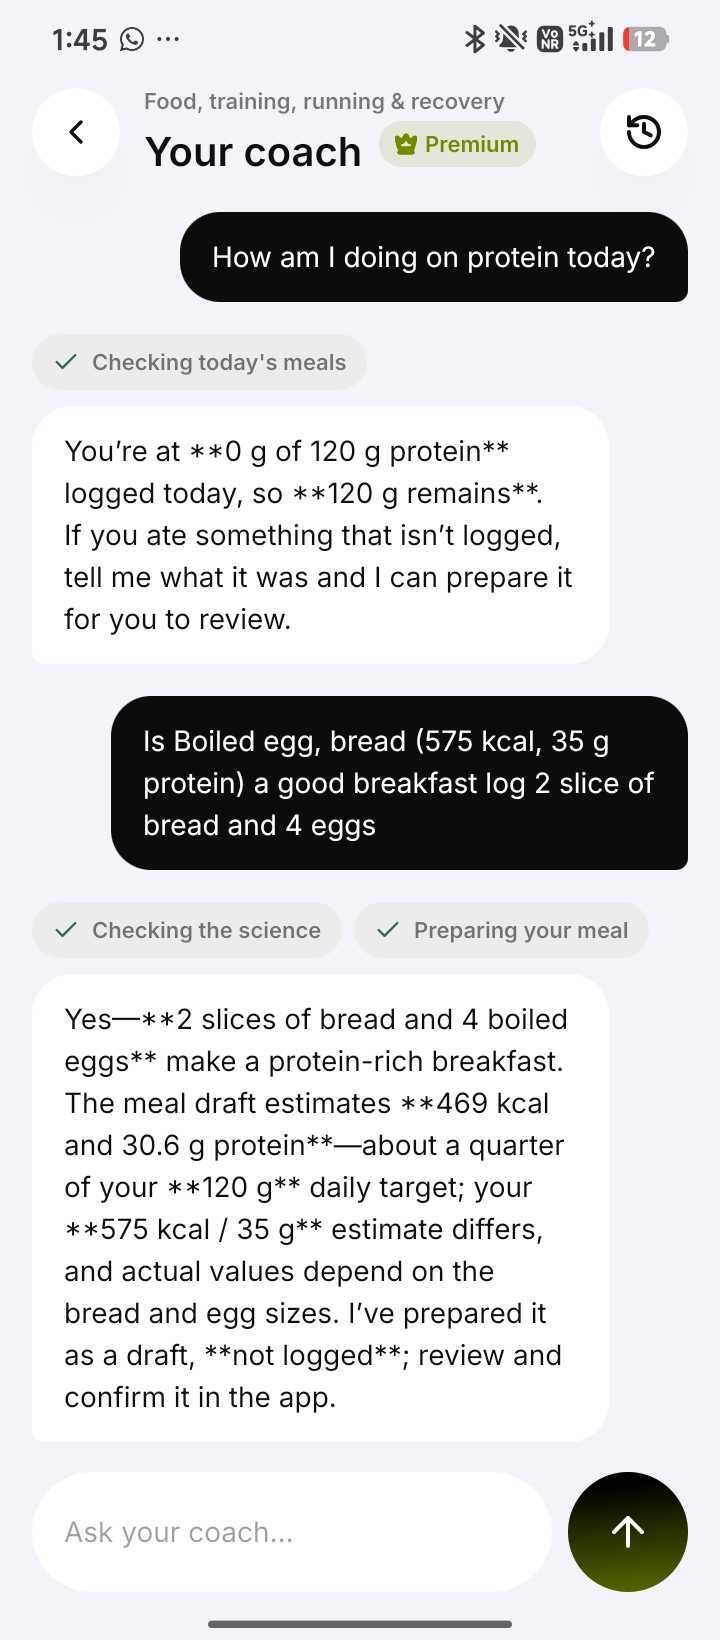 1:45 ...
VO NR 5G+ 12
Food, training, running & recovery
Your coach Premium
How am I doing on protein today?
Checking today's meals
You’re at **0 g of 120 g protein**
logged today, so **120 g remains**.
If you ate something that isn’t logged,
tell me what it was and I can prepare it
for you to review.
Is Boiled egg, bread (575 kcal, 35 g
protein) a good breakfast log 2 slice of
bread and 4 eggs
Checking the science Preparing your meal
Yes—**2 slices of bread and 4 boiled
eggs** make a protein-rich breakfast.
The meal draft estimates **469 kcal
and 30.6 g protein**—about a quarter
of your **120 g** daily target; your
**575 kcal / 35 g** estimate differs,
and actual values depend on the
bread and egg sizes. I’ve prepared it
as a draft, **not logged**; review and
confirm it in the app.
Ask your coach...